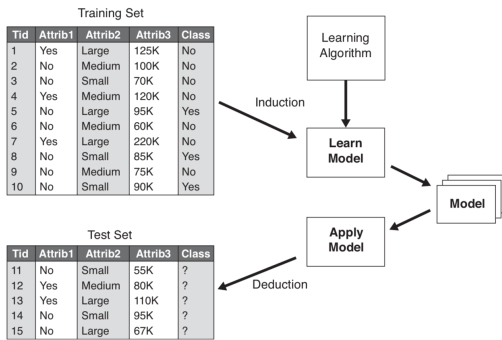 Training Set
Tid Attrib1 Attrib2 Attrib3 Class
1 Yes Large 125K No
2 No Medium 100K No
3 No Small 70K No
4 Yes Medium 120K No
5 No Large 95K Yes
6 No Medium 60K No
7 Yes Large 220K No
8 No Small 85K Yes
9 No Medium 75K No
10 No Small 90K Yes
Learning
Algorithm
Induction
Learn
Model
Model
Apply
Model
Deduction
Test Set
Tid Attrib1 Attrib2 Attrib3 Class
11 No Small 55K ?
12 Yes Medium 80K ?
13 Yes Large 110K ?
14 No Small 95K ?
15 No Large 67K ?